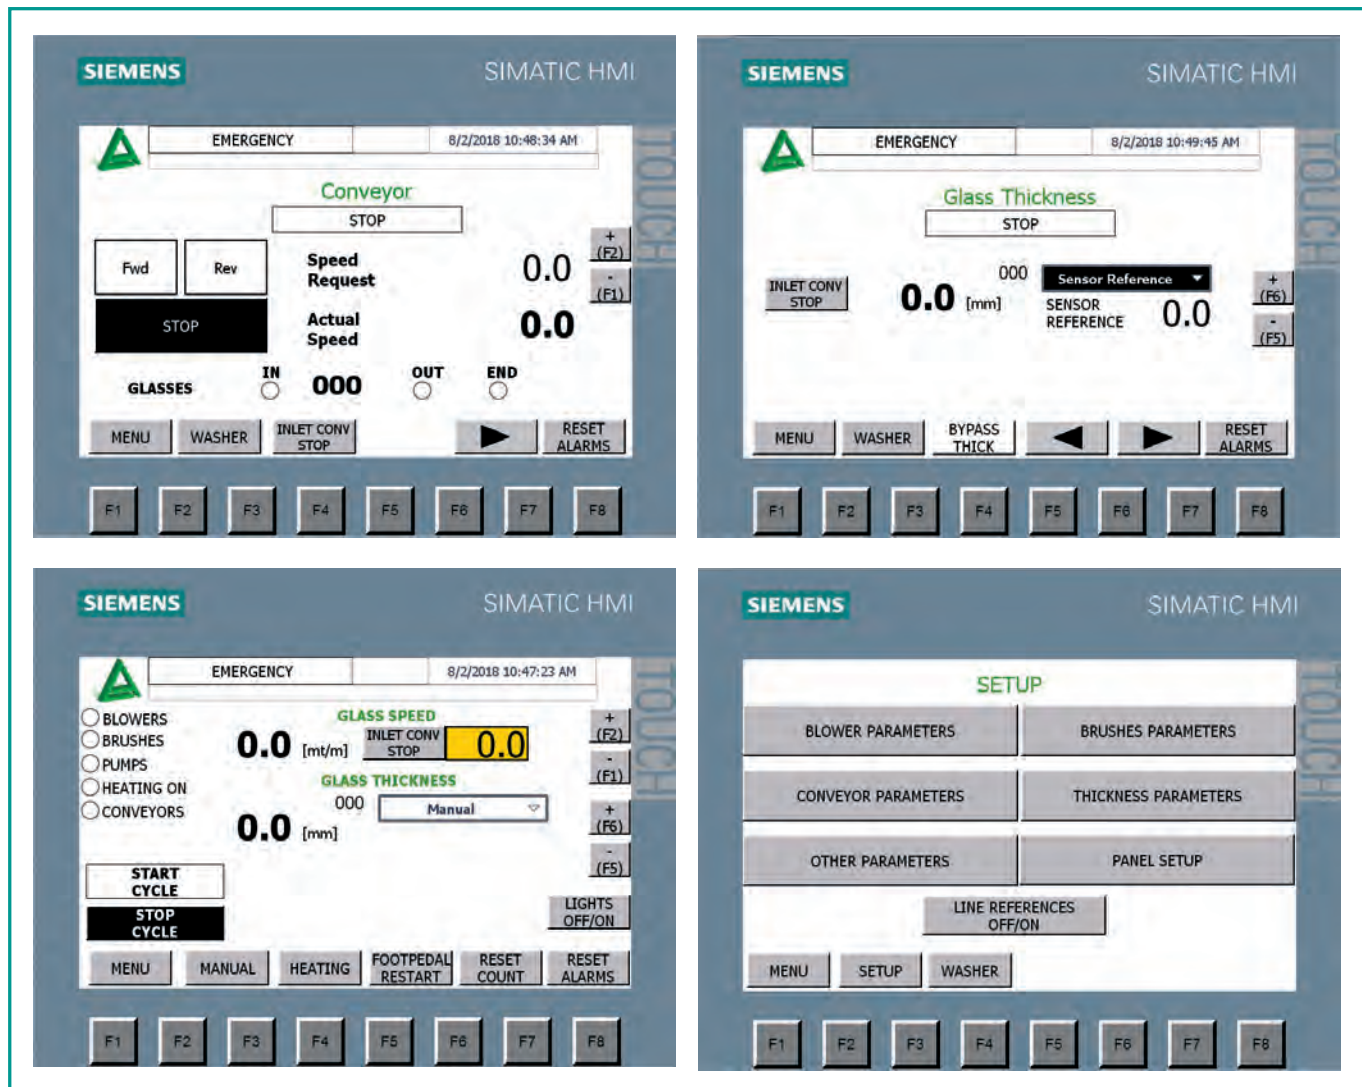 SIEMENS
SIMATIC HMI
TOUCH
EMERGENCY
8/2/2018 10:48:34 AM
Conveyor
STOP
Fwd
Rev
STOP
Speed
Request
0.0
+
(F2)
-
(F1)
Actual
Speed
0.0
GLASSES
IN
000
OUT
END
MENU
WASHER
INLET CONV
STOP
RESET
ALARMS
F1
F2
F3
F4
F5
F6
F7
F8
SIEMENS
SIMATIC HMI
TOUCH
EMERGENCY
8/2/2018 10:49:45 AM
Glass Thickness
STOP
INLET CONV
STOP
0.0 [mm]
000
Sensor Reference
SENSOR
REFERENCE
0.0
+
(F6)
-
(F5)
MENU
WASHER
BYPASS
THICK
RESET
ALARMS
F1
F2
F3
F4
F5
F6
F7
F8
SIEMENS
SIMATIC HMI
TOUCH
EMERGENCY
8/2/2018 10:47:23 AM
BLOWERS
BRUSHES
PUMPS
HEATING ON
CONVEYORS
GLASS SPEED
0.0 [mt/m]
INLET CONV
STOP
0.0
+
(F2)
-
(F1)
GLASS THICKNESS
000
Manual
0.0 [mm]
+
(F6)
-
(F5)
START
CYCLE
STOP
CYCLE
LIGHTS
OFF/ON
MENU
MANUAL
HEATING
FOOTPEDAL
RESTART
RESET
COUNT
RESET
ALARMS
F1
F2
F3
F4
F5
F6
F7
F8
SIEMENS
SIMATIC HMI
TOUCH
SETUP
BLOWER PARAMETERS
BRUSHES PARAMETERS
CONVEYOR PARAMETERS
THICKNESS PARAMETERS
OTHER PARAMETERS
PANEL SETUP
LINE REFERENCES
OFF/ON
MENU
SETUP
WASHER
F1
F2
F3
F4
F5
F6
F7
F8